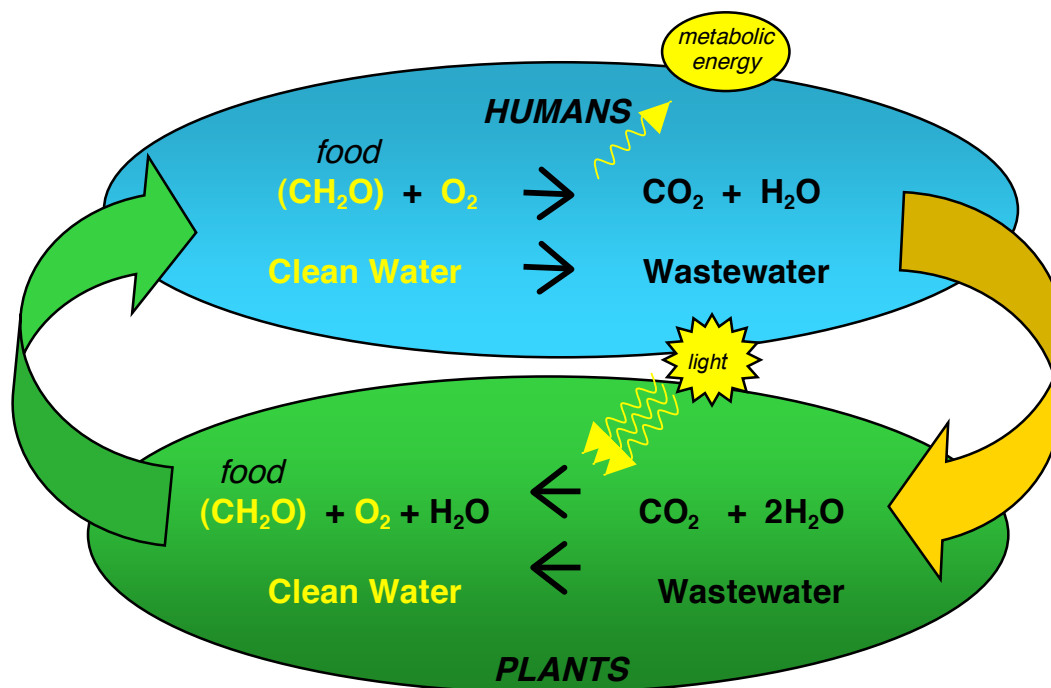 metabolic
energy
HUMANS
food
(CH₂O) + O₂ → CO₂ + H₂O
Clean Water → Wastewater
light
food
(CH₂O) + O₂ + H₂O ← CO₂ + 2H₂O
Clean Water ← Wastewater
PLANTS